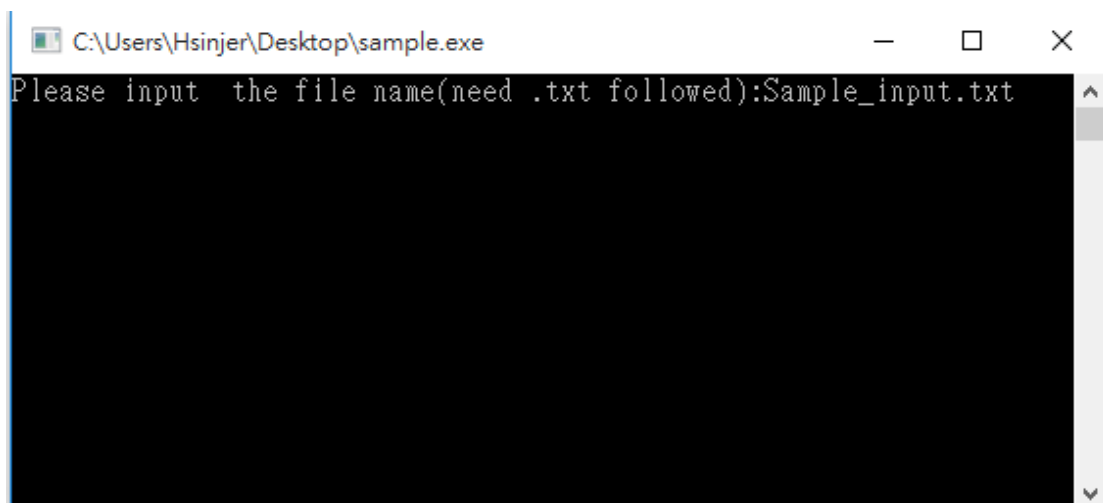 C:\Users\Hsinjer\Desktop\sample.exe
Please input  the file name(need .txt followed):Sample_input.txt